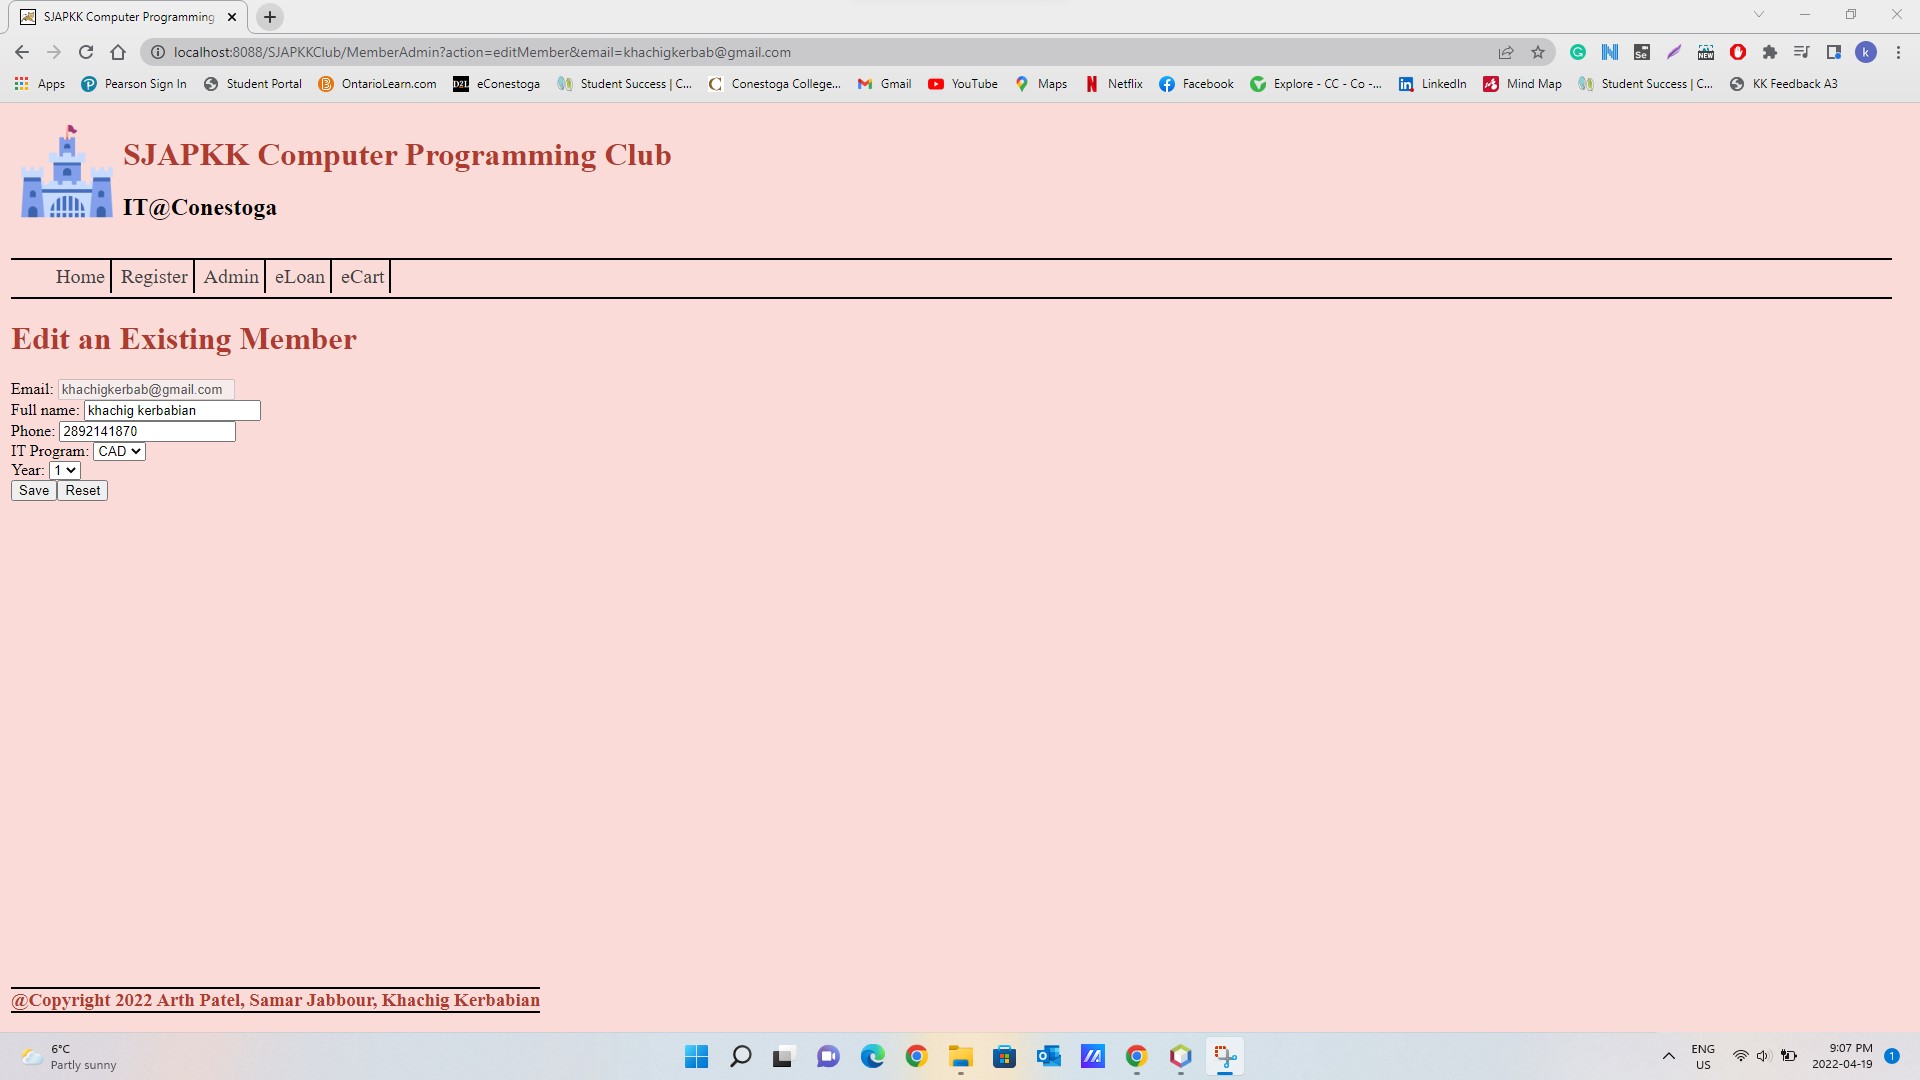 SJAPKK Computer Programming
localhost:8088/SJAPKKClub/MemberAdmin?action=editMember&email=khachigkerbab@gmail.com
Se
NEW
k
Apps Pearson Sign In Student Portal OntarioLearn.com D2L eConestoga Student Success | C... Conestoga College... Gmail YouTube Maps Netflix Facebook Explore - CC - Co -... LinkedIn Mind Map Student Success | C... KK Feedback A3
SJAPKK Computer Programming Club
IT@Conestoga
Home Register Admin eLoan eCart
Edit an Existing Member
Email: khachigkerbab@gmail.com
Full name: khachig kerbabian
Phone: 2892141870
IT Program: CAD
Year: 1
Save Reset
@Copyright 2022 Arth Patel, Samar Jabbour, Khachig Kerbabian
6°C
Partly sunny
ENG
US
9:07 PM
2022-04-19
1